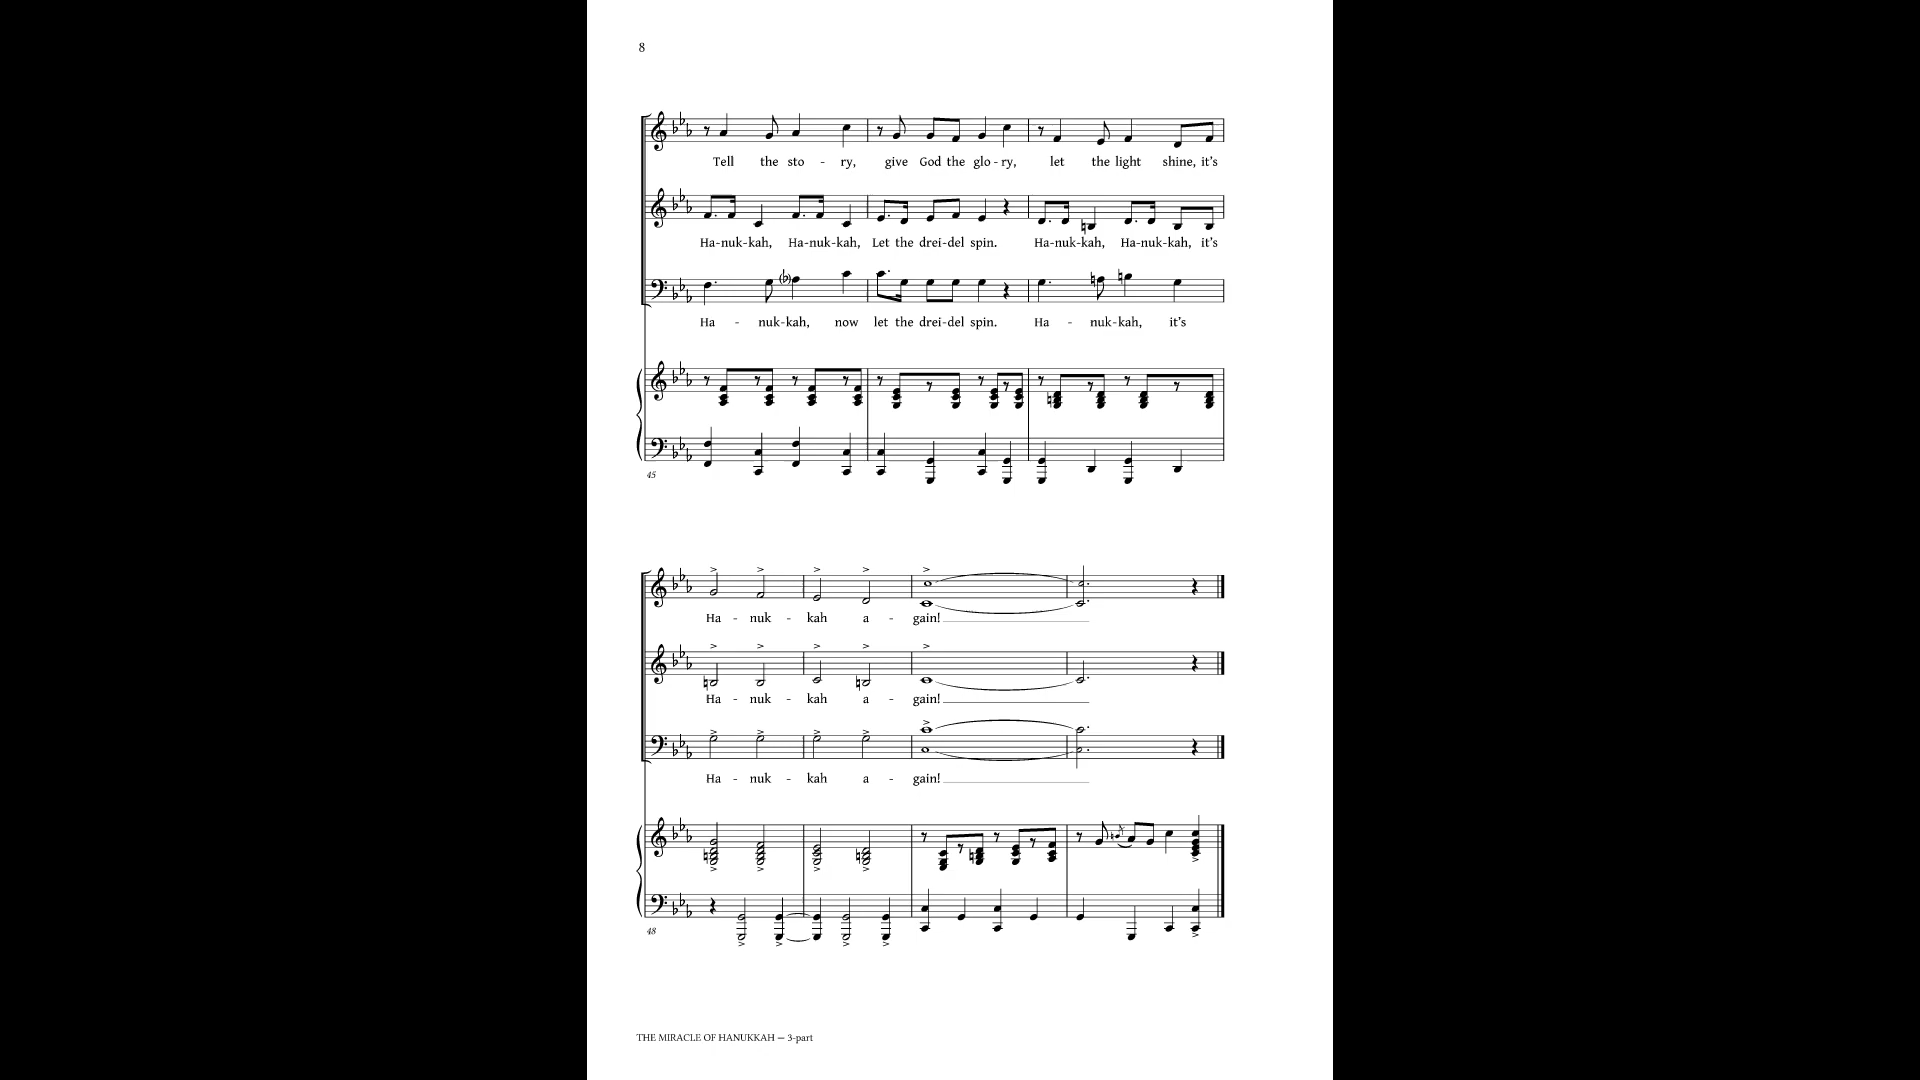 8
Tell the sto - ry, give God the glo - ry, let the light shine, it's
Ha-nuk-kah, Ha-nuk-kah, Let the drei-del spin. Ha-nuk-kah, Ha-nuk-kah, it's
Ha - nuk-kah, now let the drei-del spin. Ha - nuk-kah, it's
45
Ha - nuk - kah a - gain!
Ha - nuk - kah a - gain!
Ha - nuk - kah a - gain!
48
THE MIRACLE OF HANUKKAH — 3-part